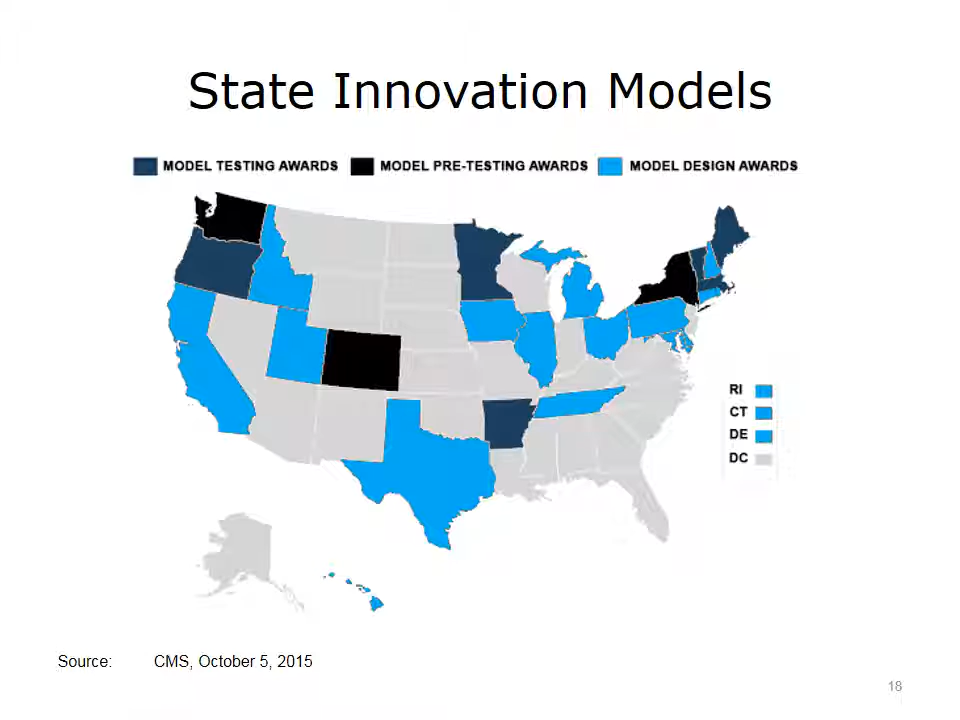 State Innovation Models
MODEL TESTING AWARDS MODEL PRE-TESTING AWARDS MODEL DESIGN AWARDS
RI
CT
DE
DC
Source: CMS, October 5, 2015
18